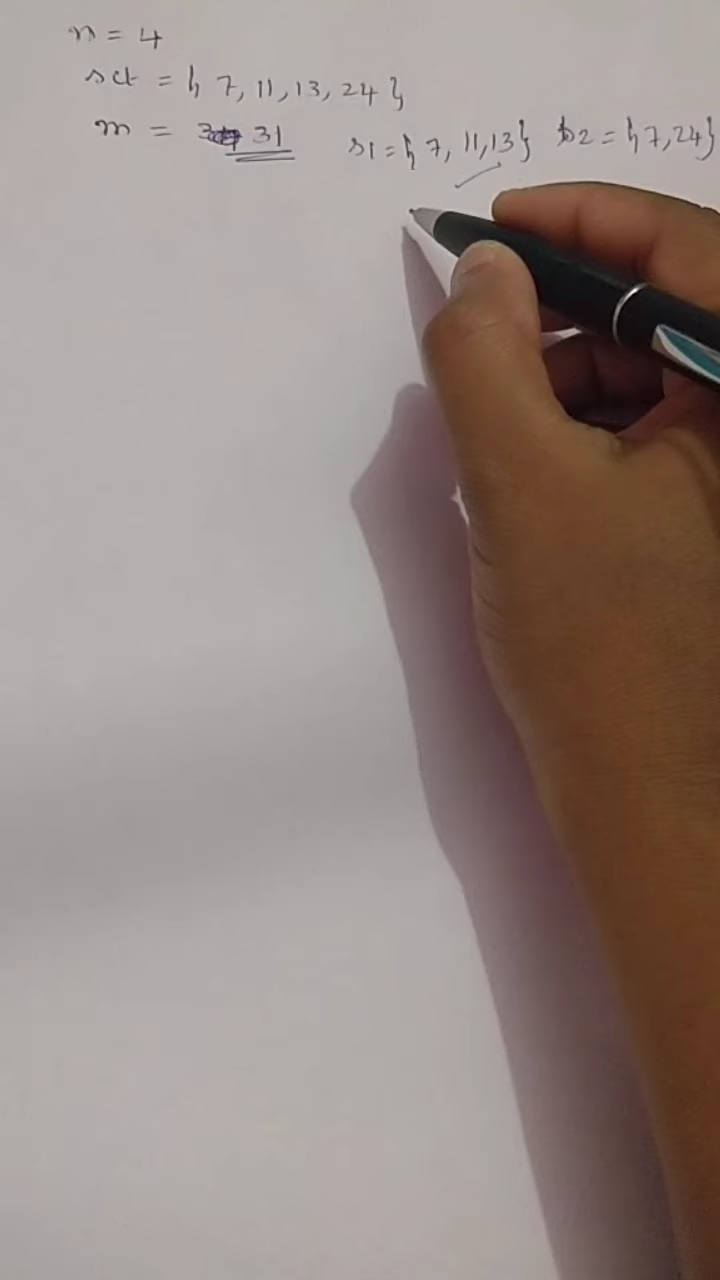 n = 4
set = { 7, 11, 13, 24 }
m = 31 s1 = { 7, 11, 13 } s2 = { 7, 24 }